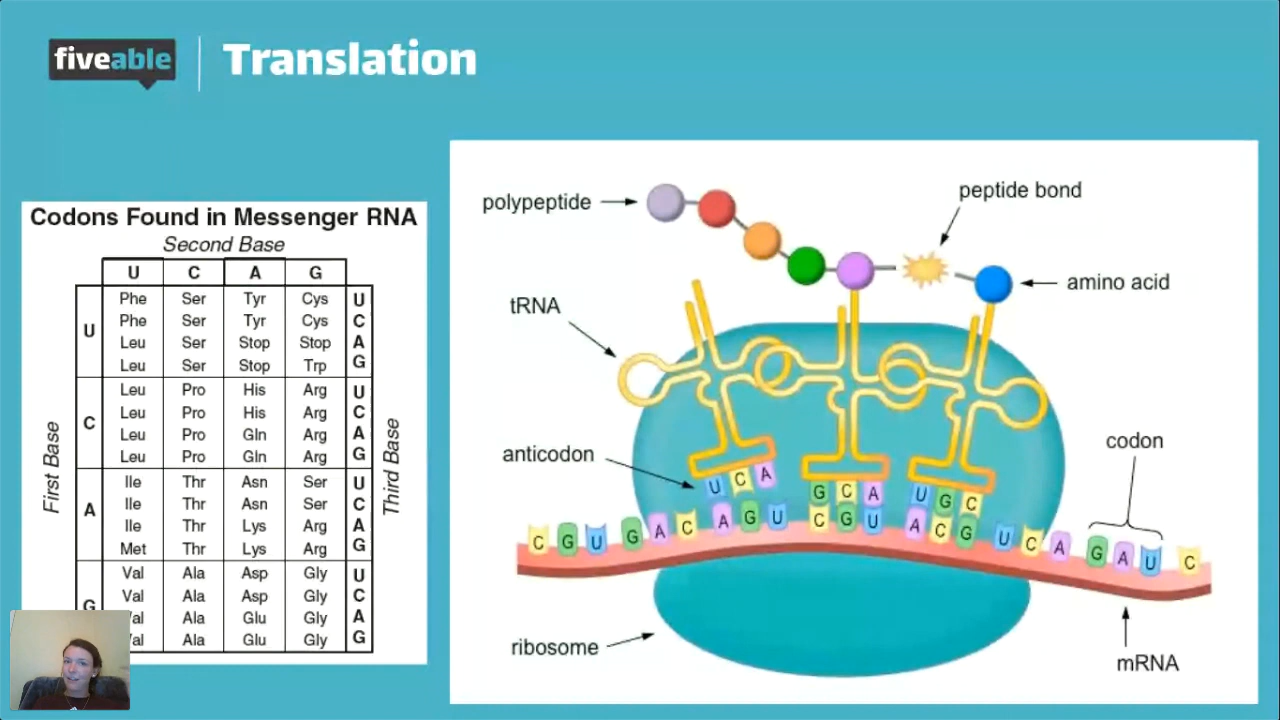 fiveable | Translation
Codons Found in Messenger RNA
Second Base
U C A G
First Base
Third Base
U
Phe Ser Tyr Cys U
Phe Ser Tyr Cys C
Leu Ser Stop Stop A
Leu Ser Stop Trp G
C
Leu Pro His Arg U
Leu Pro His Arg C
Leu Pro Gln Arg A
Leu Pro Gln Arg G
A
Ile Thr Asn Ser U
Ile Thr Asn Ser C
Ile Thr Lys Arg A
Met Thr Lys Arg G
G
Val Ala Asp Gly U
Val Ala Asp Gly C
Val Ala Glu Gly A
Val Ala Glu Gly G
polypeptide
peptide bond
amino acid
tRNA
anticodon
codon
U C A G C A U G C
C G U G A C A G U C G U A C G U C A G A U C
ribosome
mRNA